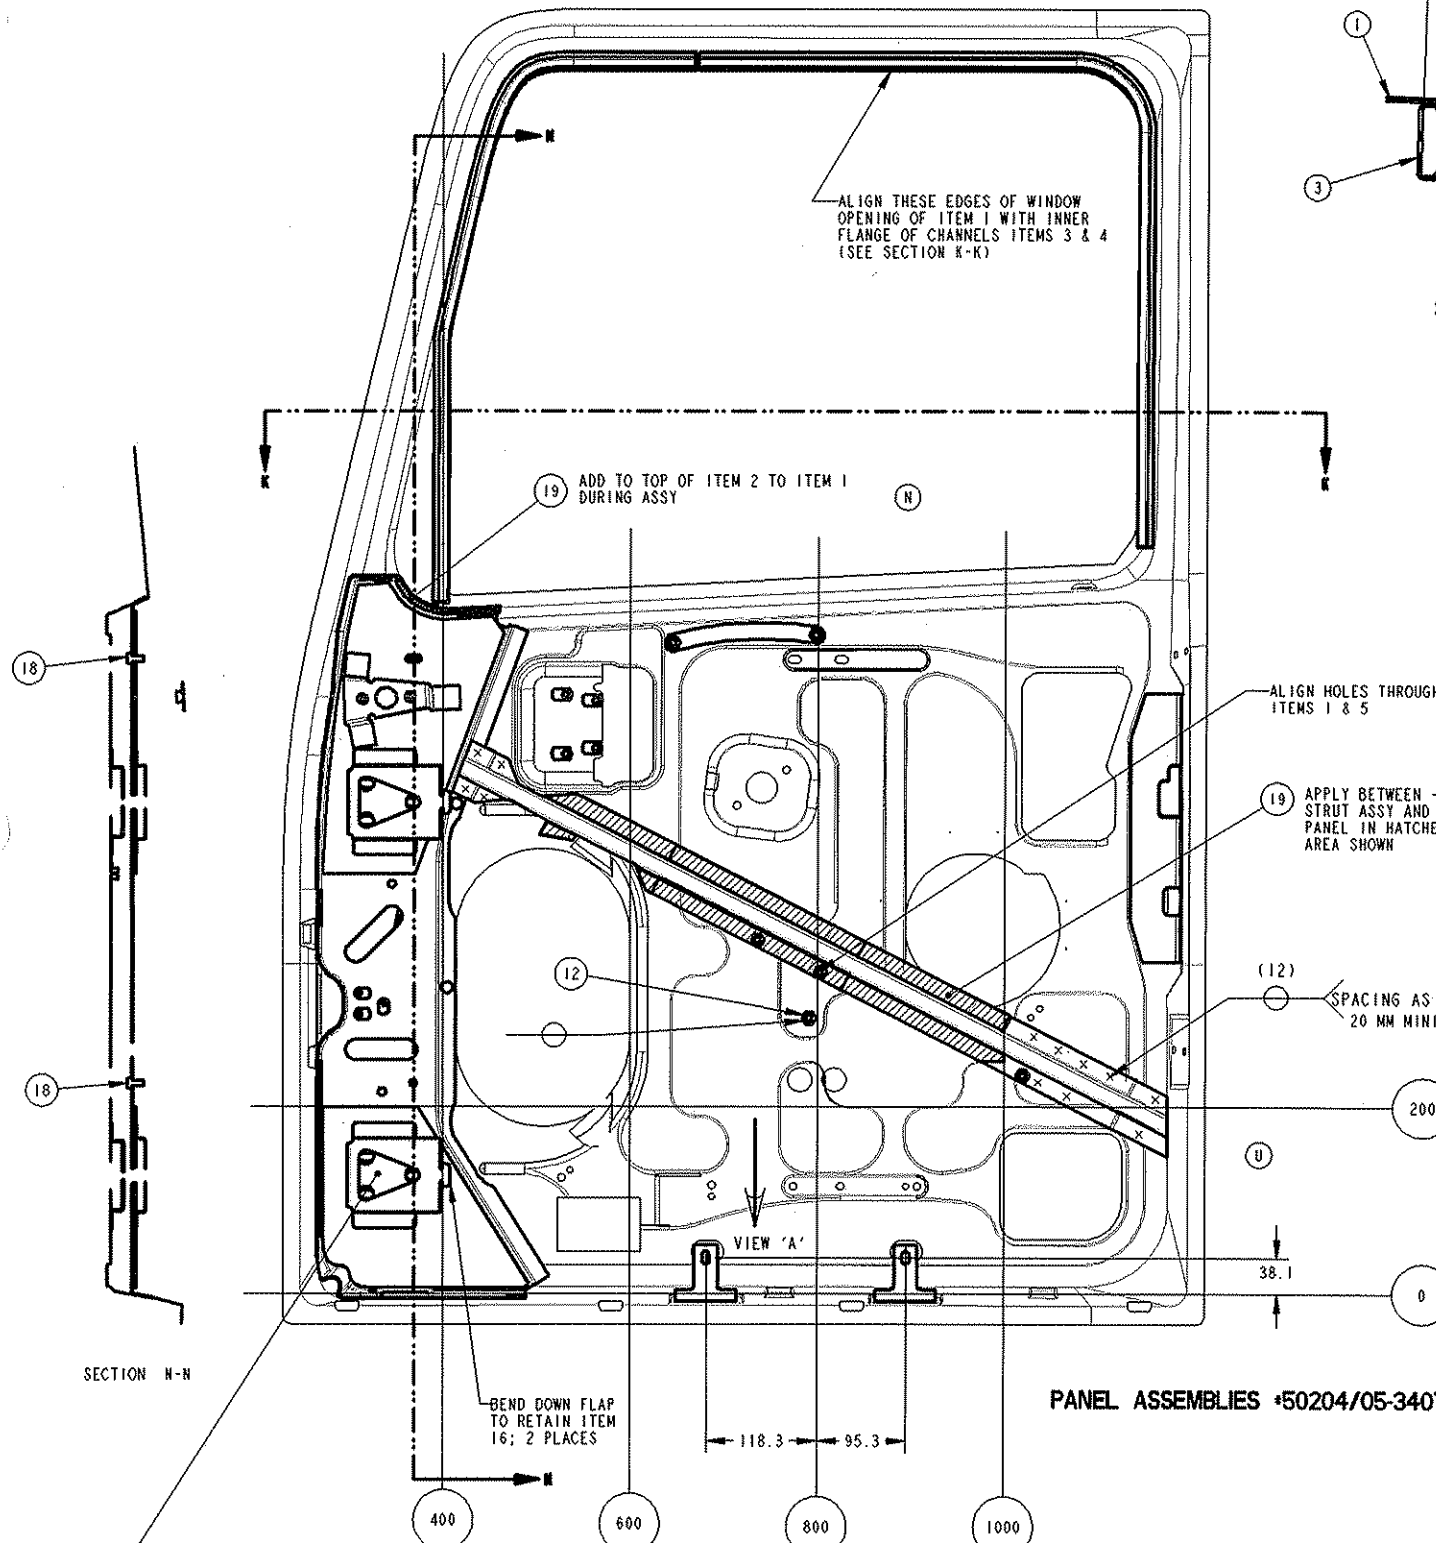 1
3
K
ALIGN THESE EDGES OF WINDOW
OPENING OF ITEM 1 WITH INNER
FLANGE OF CHANNELS ITEMS 3 & 4
(SEE SECTION K-K)
K
K
19
ADD TO TOP OF ITEM 2 TO ITEM 1
DURING ASSY
N
18
ALIGN HOLES THROUGH
ITEMS 1 & 5
19
APPLY BETWEEN -
STRUT ASSY AND
PANEL IN HATCHE
AREA SHOWN
12
(12)
SPACING AS
20 MM MINI
18
200
U
VIEW 'A'
38.1
0
SECTION N-N
BEND DOWN FLAP
TO RETAIN ITEM
16; 2 PLACES
PANEL ASSEMBLIES *50204/05-340
118.3
95.3
400
600
800
1000